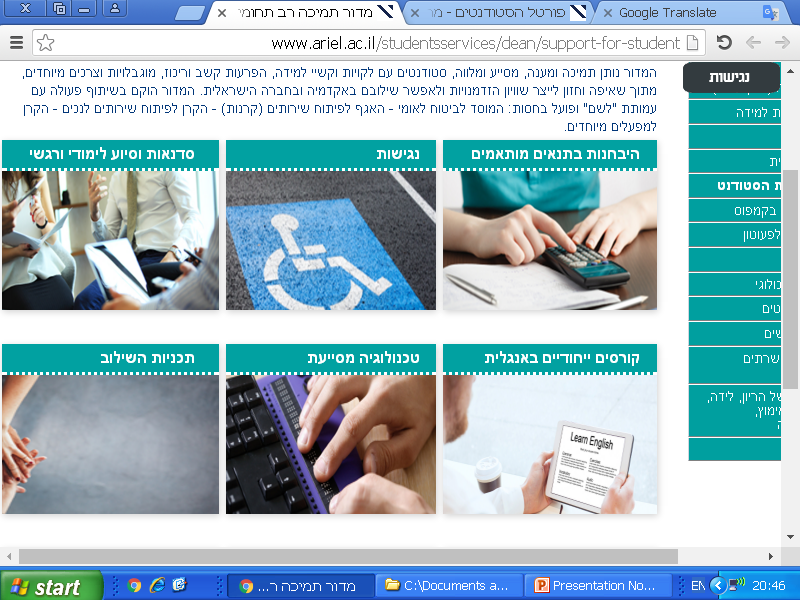 מדור תמיכה רב תחומי
פורטל הסטודנטים - מר
Google Translate
www.ariel.ac.il/studentsservices/dean/support-for-student
נגישות
המדור נותן תמיכה ומענה, מסייע ומלווה, סטודנטים עם לקויות וקשיי למידה, הפרעות קשב וריכוז, מוגבלויות וצרכים מיוחדים,
מתוך שאיפה וחזון לייצר שוויון הזדמנויות ולאפשר שילובם באקדמיה ובחברה הישראלית. המדור הוקם בשיתוף פעולה עם
עמותת "לשם" ופועל בחסות: המוסד לביטוח לאומי - האגף לפיתוח שירותים (קרנות) - הקרן לפיתוח שירותים לנכים - הקרן
למפעלים מיוחדים.
היבחנות בתנאים מותאמים
נגישות
סדנאות וסיוע לימודי ורגשי
קורסים ייחודיים באנגלית
טכנולוגיה מסייעת
תכניות השילוב
Learn English
ת למידה
ית
ת הסטודנט
בקמפוס
לפעוטון
כולוגי
טים
שים
שרתים
של הריון, לידה,
ימוץ,
ה
start
מדור תמיכה ר...
C:\Documents a...
Presentation No...
EN
20:46